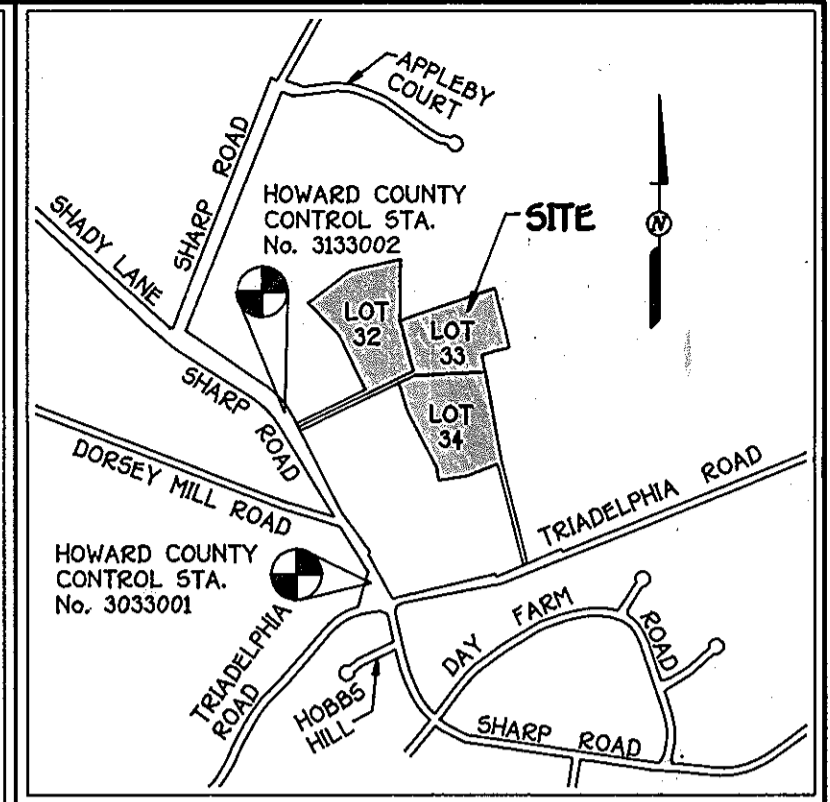 APPLEBY
COURT
SHARP ROAD
HOWARD COUNTY
CONTROL STA.
No. 3133002
SITE
SHADY LANE
N
LOT
32
LOT
33
SHARP ROAD
LOT
34
DORSEY MILL ROAD
TRIADELPHIA ROAD
HOWARD COUNTY
CONTROL STA.
No. 3033001
DAY FARM ROAD
TRIADELPHIA
ROAD
HOBBS
HILL
SHARP ROAD